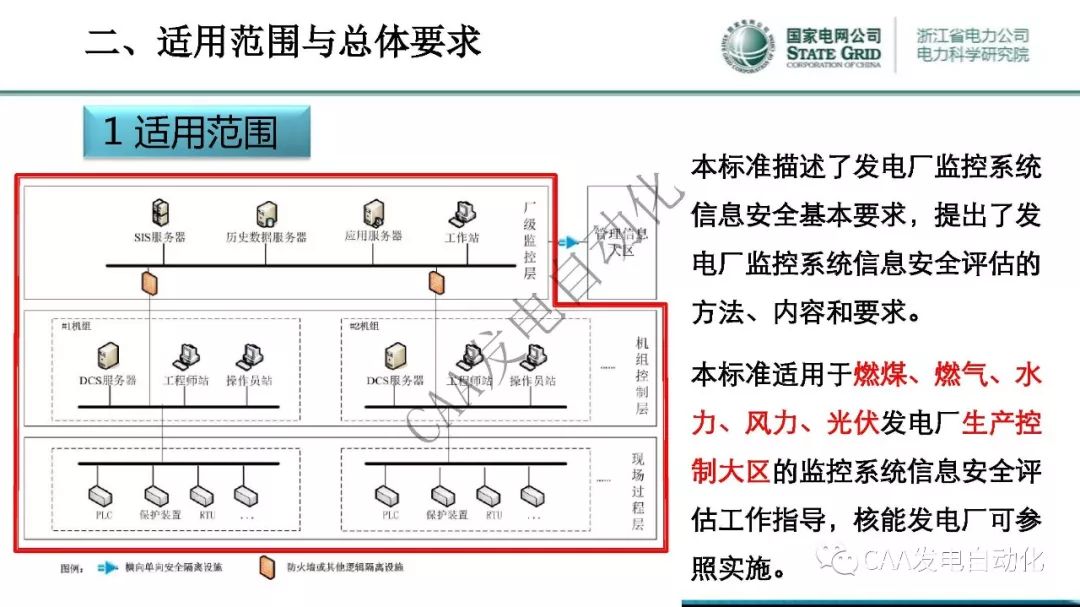 二、适用范围与总体要求
国家电网公司
STATE GRID
CORPORATION OF CHINA
浙江省电力公司
电力科学研究院
1 适用范围
SIS服务器
历史数据服务器
应用服务器
工作站
厂级监控层
管理信息
大区
#1机组
DCS服务器
工程师站
操作员站
#2机组
DCS服务器
工程师站
操作员站
······
机组控制层
PLC
保护装置
RTU
...
PLC
保护装置
RTU
...
······
现场过程层
图例：
横向单向安全隔离设施
防火墙或其他逻辑隔离设施
本标准描述了发电厂监控系统
信息安全基本要求，提出了发
电厂监控系统信息安全评估的
方法、内容和要求。
本标准适用于燃煤、燃气、水
力、风力、光伏发电厂生产控
制大区的监控系统信息安全评
估工作指导，核能发电厂可参
照实施。
CAA发电自动化
CAA发电自动化